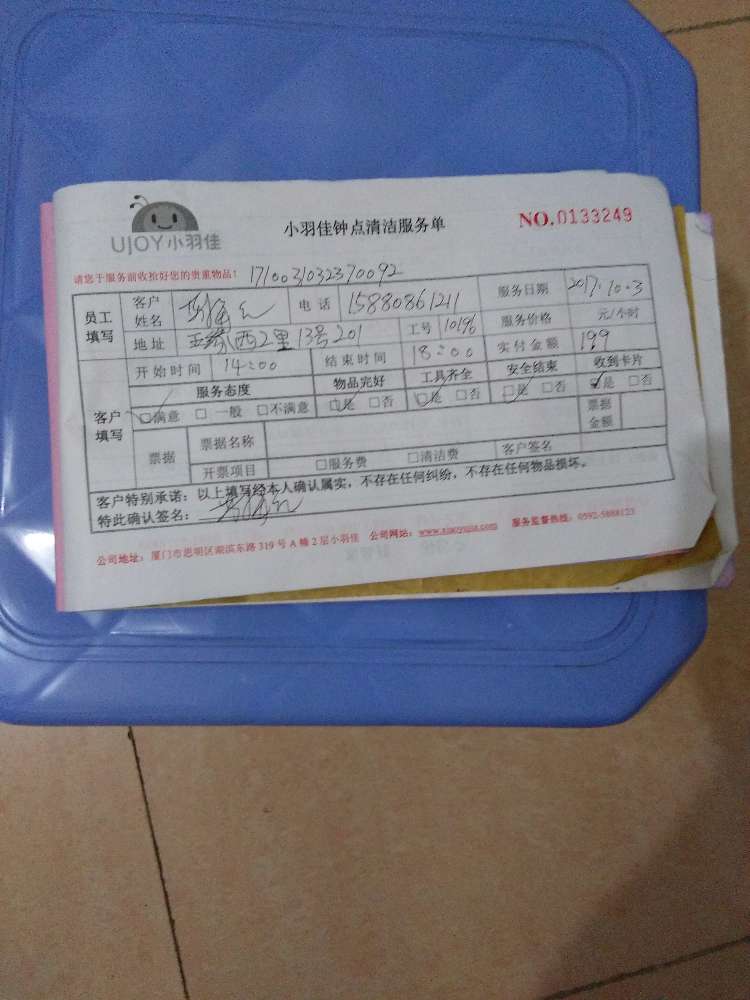 UJOY小羽佳
小羽佳钟点清洁服务单
NO.0133249
请您于服务前收拾好您的贵重物品! 1710031032370092
员工填写 客户姓名 电话 15880861211 服务日期 2017.10.3
地址 西2里13号201 工号 10196 服务价格 元/小时
开始时间 14:00 结束时间 18:00 实付金额 199
客户填写 服务态度 物品完好 工具齐全 安全结束 收到卡片
□满意 □一般 □不满意 □是 □否 □是 □否 □是 □否 □是 □否
票据 票据名称 票据金额
开票项目 □服务费 □清洁费 客户签名
客户特别承诺:以上填写经本人确认属实,不存在任何纠纷,不存在任何物品损坏。
特此确认签名:
公司地址:厦门市思明区湖滨东路319号A幢2层小羽佳 公司网站: 服务监督热线:0592-5888123